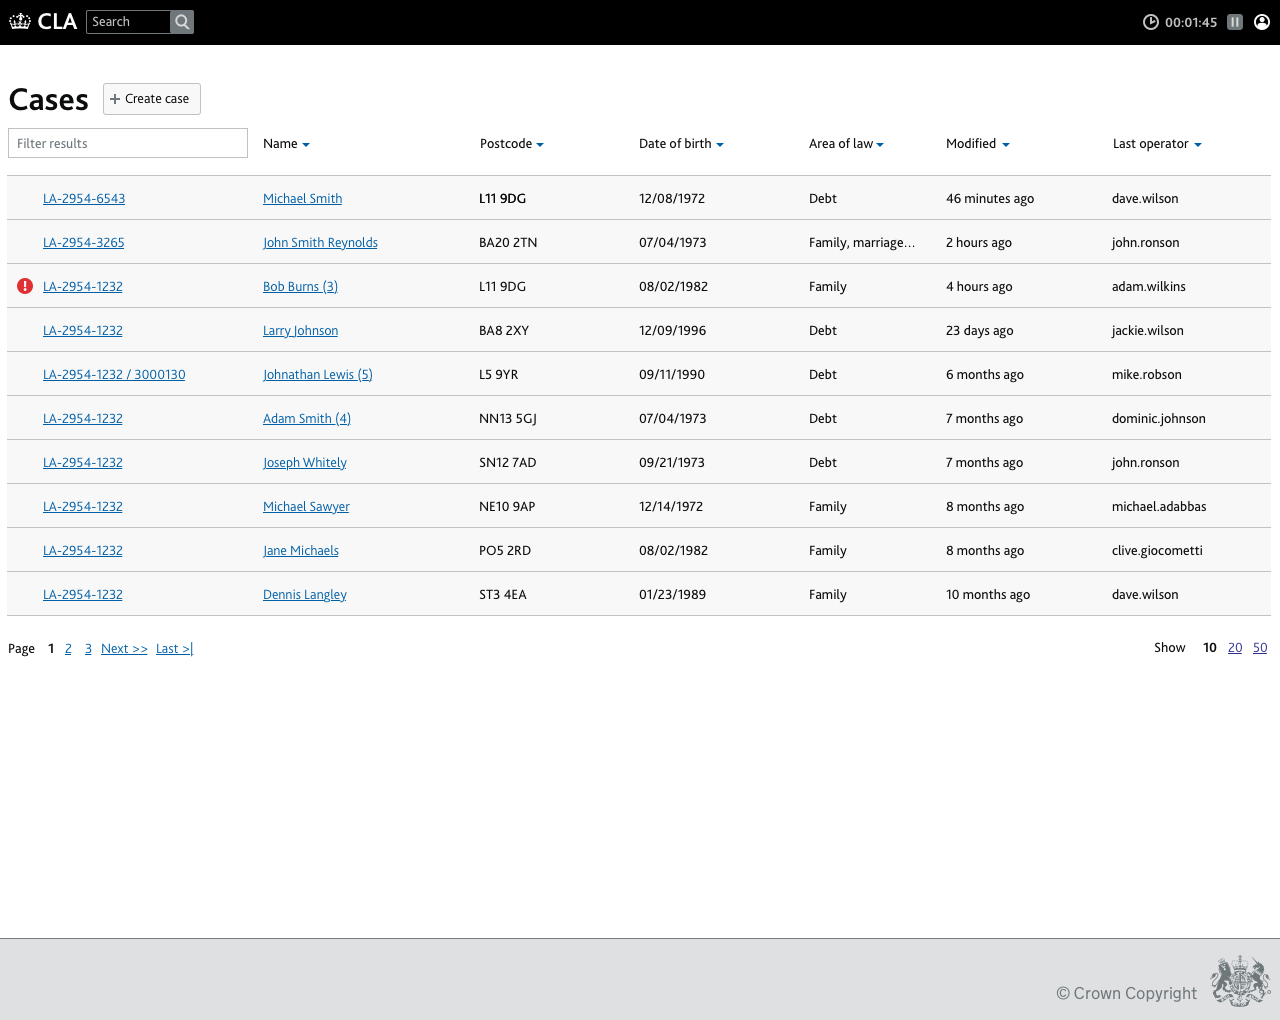 CLA Search 00:01:45
Cases + Create case
Filter results Name Postcode Date of birth Area of law Modified Last operator
LA-2954-6543 Michael Smith L11 9DG 12/08/1972 Debt 46 minutes ago dave.wilson
LA-2954-3265 John Smith Reynolds BA20 2TN 07/04/1973 Family, marriage... 2 hours ago john.ronson
LA-2954-1232 Bob Burns (3) L11 9DG 08/02/1982 Family 4 hours ago adam.wilkins
LA-2954-1232 Larry Johnson BA8 2XY 12/09/1996 Debt 23 days ago jackie.wilson
LA-2954-1232 / 3000130 Johnathan Lewis (5) L5 9YR 09/11/1990 Debt 6 months ago mike.robson
LA-2954-1232 Adam Smith (4) NN13 5GJ 07/04/1973 Debt 7 months ago dominic.johnson
LA-2954-1232 Joseph Whitely SN12 7AD 09/21/1973 Debt 7 months ago john.ronson
LA-2954-1232 Michael Sawyer NE10 9AP 12/14/1972 Family 8 months ago michael.adabbas
LA-2954-1232 Jane Michaels PO5 2RD 08/02/1982 Family 8 months ago clive.giocometti
LA-2954-1232 Dennis Langley ST3 4EA 01/23/1989 Family 10 months ago dave.wilson
Page 1 2 3 Next >> Last >| Show 10 20 50
© Crown Copyright